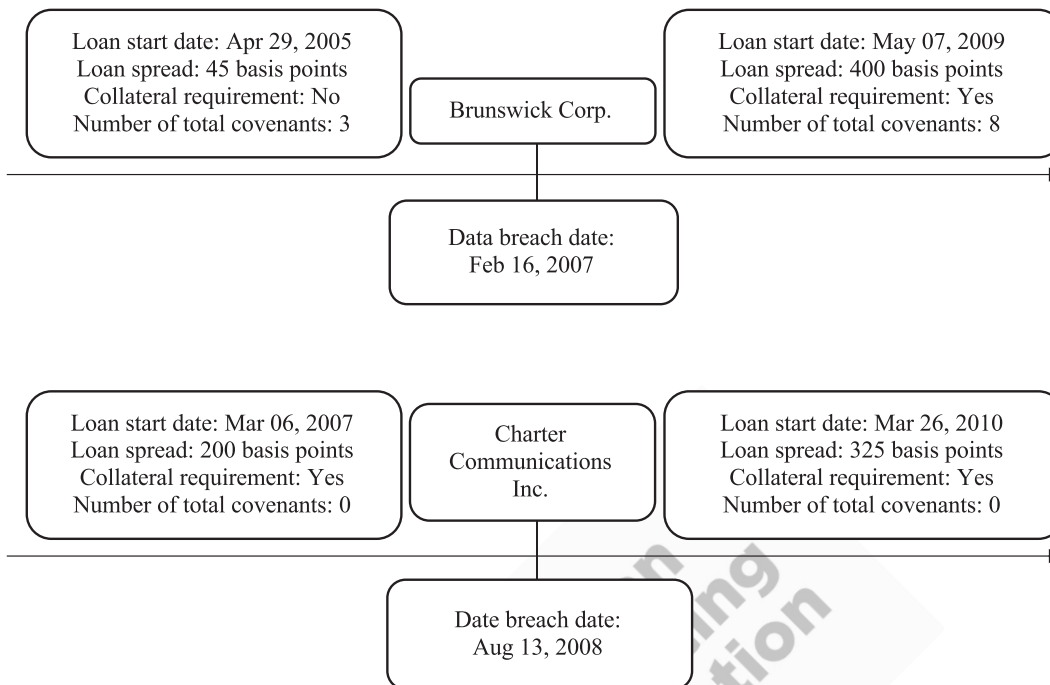 Loan start date: Apr 29, 2005
Loan spread: 45 basis points
Collateral requirement: No
Number of total covenants: 3
Brunswick Corp.
Loan start date: May 07, 2009
Loan spread: 400 basis points
Collateral requirement: Yes
Number of total covenants: 8
Data breach date:
Feb 16, 2007
Loan start date: Mar 06, 2007
Loan spread: 200 basis points
Collateral requirement: Yes
Number of total covenants: 0
Charter
Communications
Inc.
Loan start date: Mar 26, 2010
Loan spread: 325 basis points
Collateral requirement: Yes
Number of total covenants: 0
Date breach date:
Aug 13, 2008